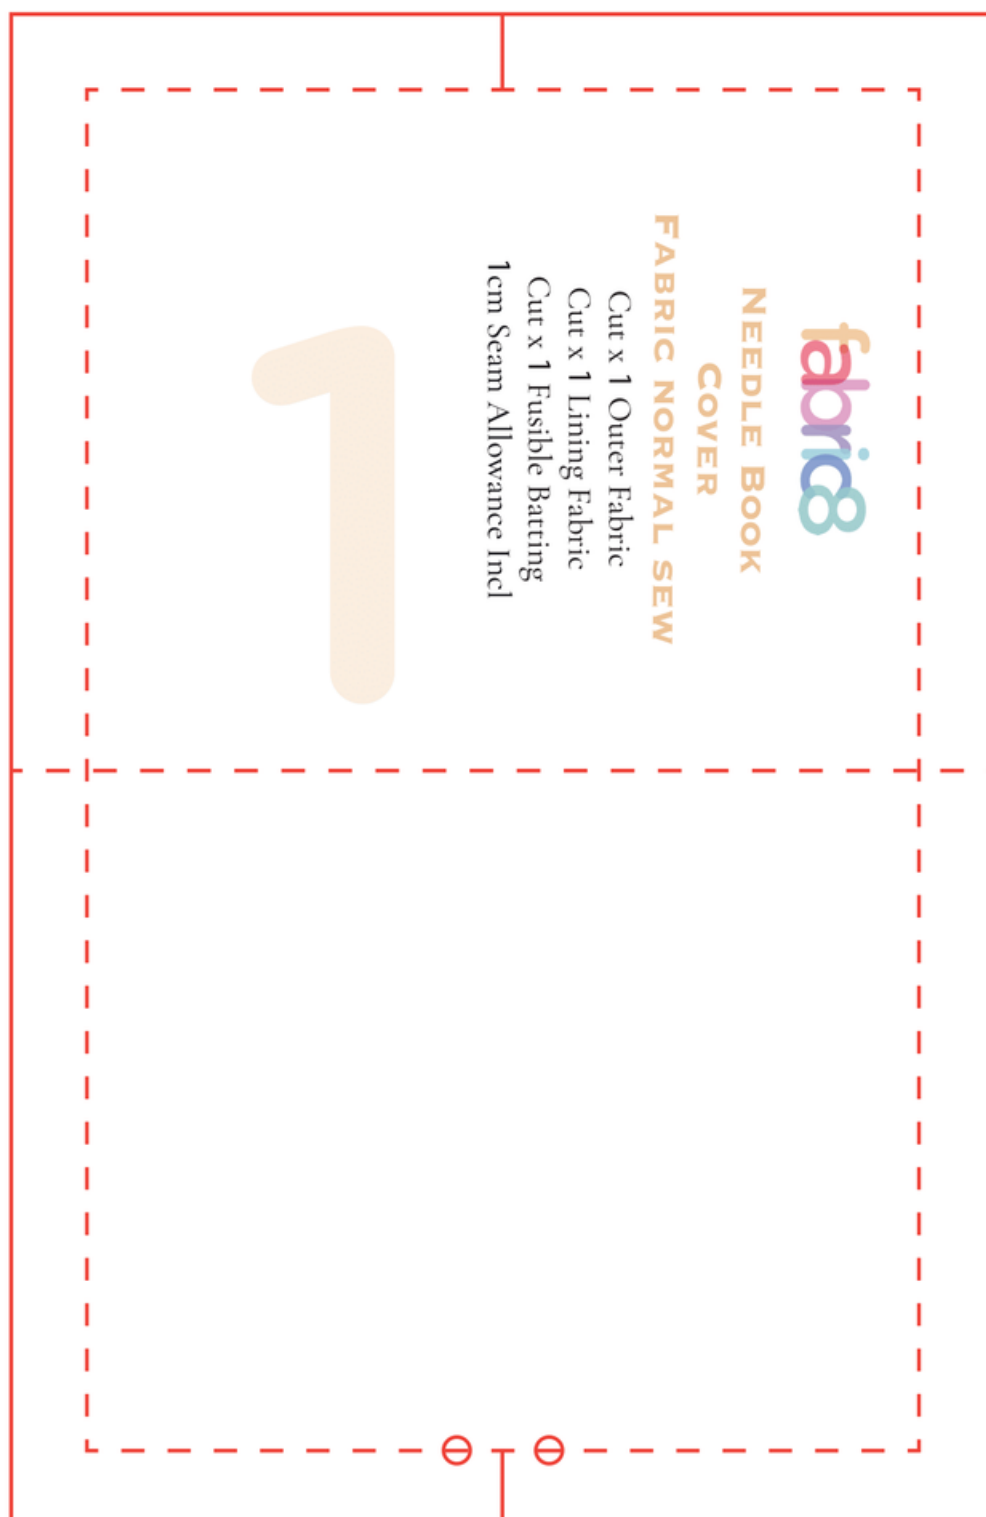 fabric8
NEEDLE BOOK
COVER
FABRIC NORMAL SEW
Cut x 1 Outer Fabric
Cut x 1 Lining Fabric
Cut x 1 Fusible Batting
1cm Seam Allowance Incl
1